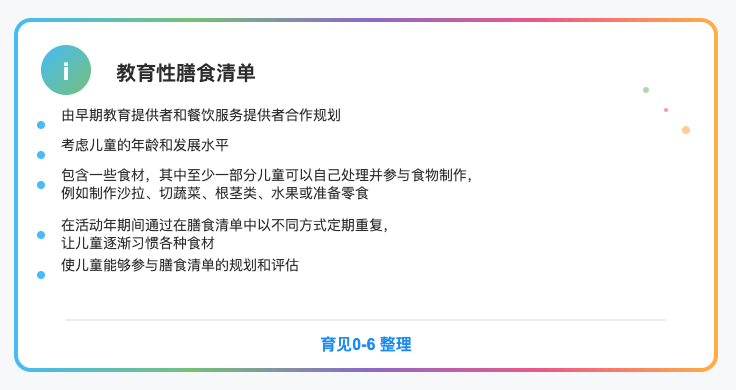 i
教育性膳食清单
由早期教育提供者和餐饮服务提供者合作规划
考虑儿童的年龄和发展水平
包含一些食材，其中至少一部分儿童可以自己处理并参与食物制作，
例如制作沙拉、切蔬菜、根茎类、水果或准备零食
在活动年期间通过在膳食清单中以不同方式定期重复，
让儿童逐渐习惯各种食材
使儿童能够参与膳食清单的规划和评估
育见0-6 整理